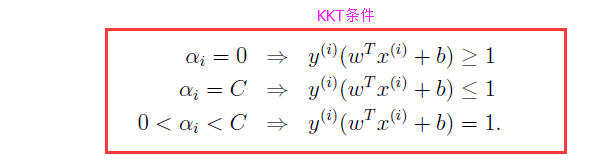 KKT条件
αᵢ = 0 ⇒ y⁽ⁱ⁾(wᵀx⁽ⁱ⁾ + b) ≥ 1
αᵢ = C ⇒ y⁽ⁱ⁾(wᵀx⁽ⁱ⁾ + b) ≤ 1
0 < αᵢ < C ⇒ y⁽ⁱ⁾(wᵀx⁽ⁱ⁾ + b) = 1.